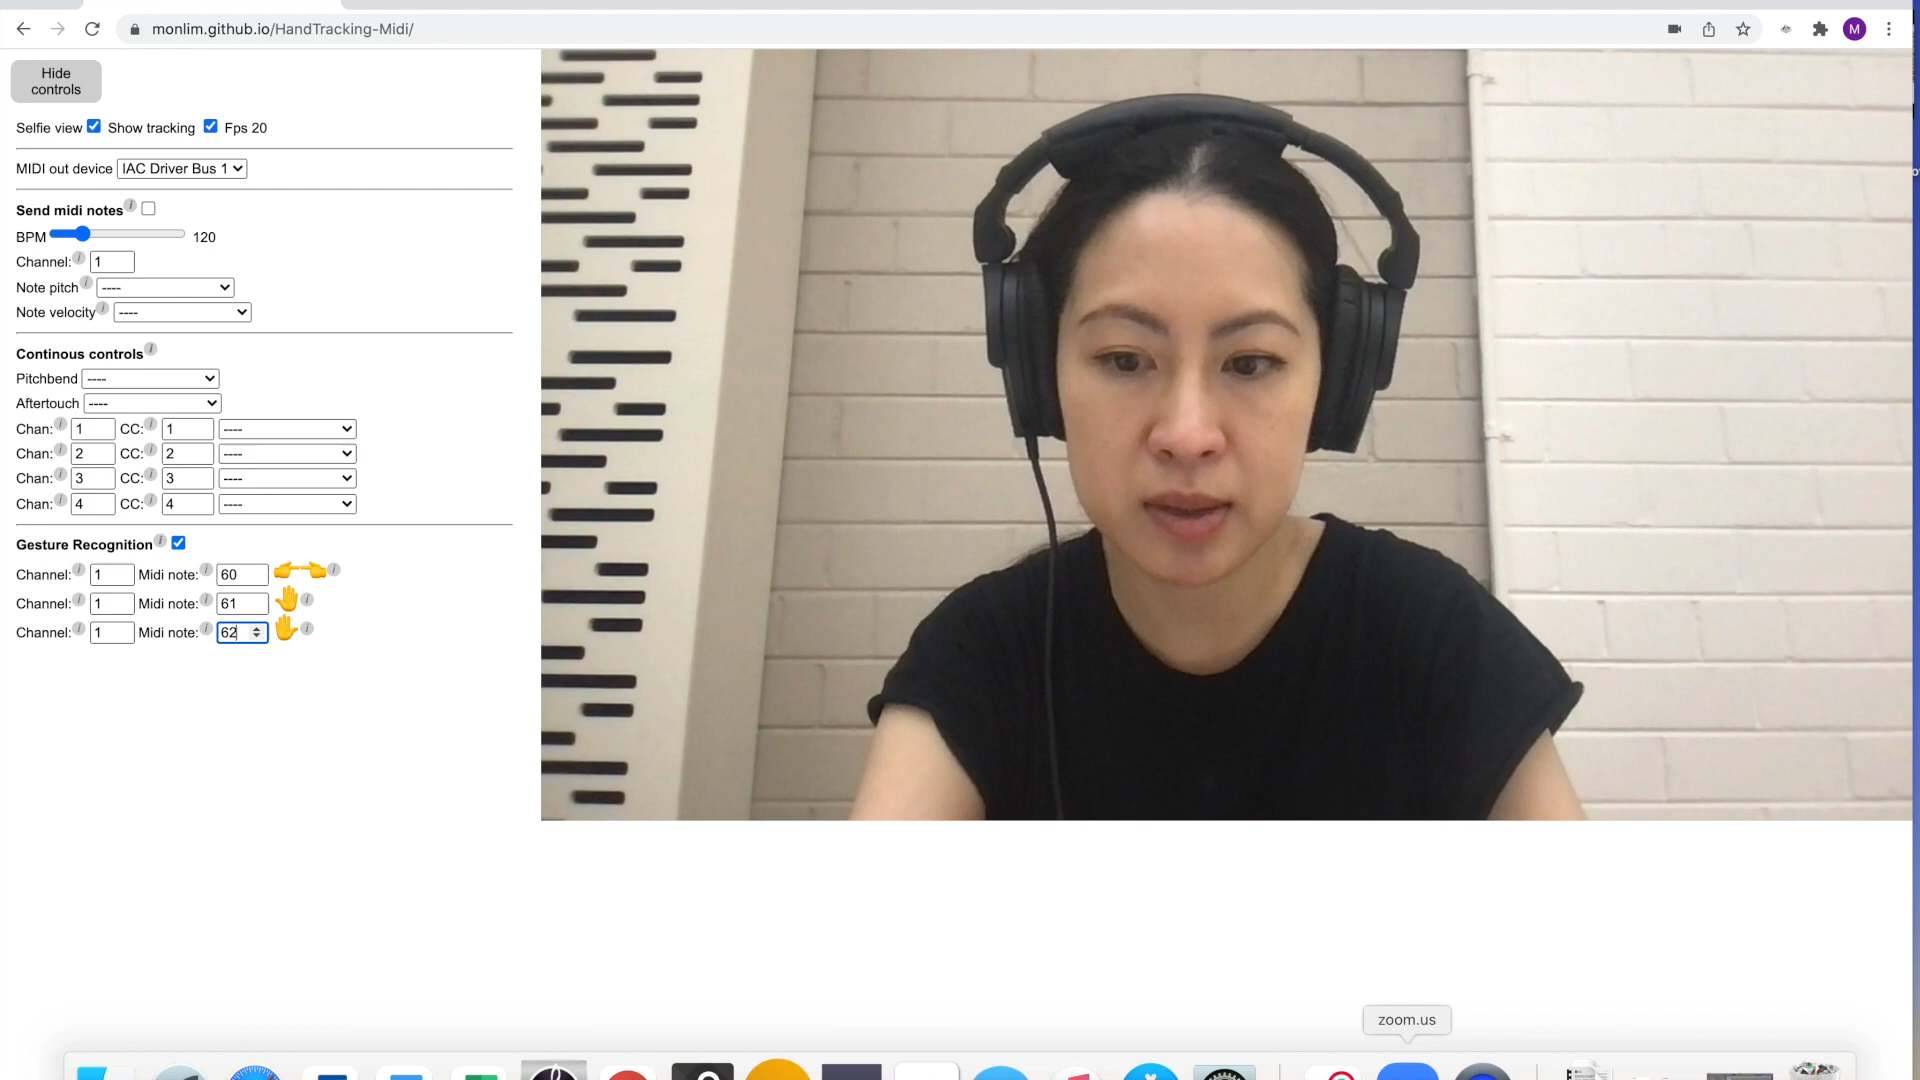 monlim.github.io/HandTracking-Midi/
M
Hide
controls
Selfie view Show tracking Fps 20
MIDI out device IAC Driver Bus 1
Send midi notes i
BPM 120
Channel: i 1
Note pitch i ----
Note velocity i ----
Continous controls i
Pitchbend ----
Aftertouch ----
Chan: i 1 CC: i 1 ----
Chan: i 2 CC: i 2 ----
Chan: i 3 CC: i 3 ----
Chan: i 4 CC: i 4 ----
Gesture Recognition i
Channel: i 1 Midi note: i 60 i
Channel: i 1 Midi note: i 61 i
Channel: i 1 Midi note: i 62 i
zoom.us